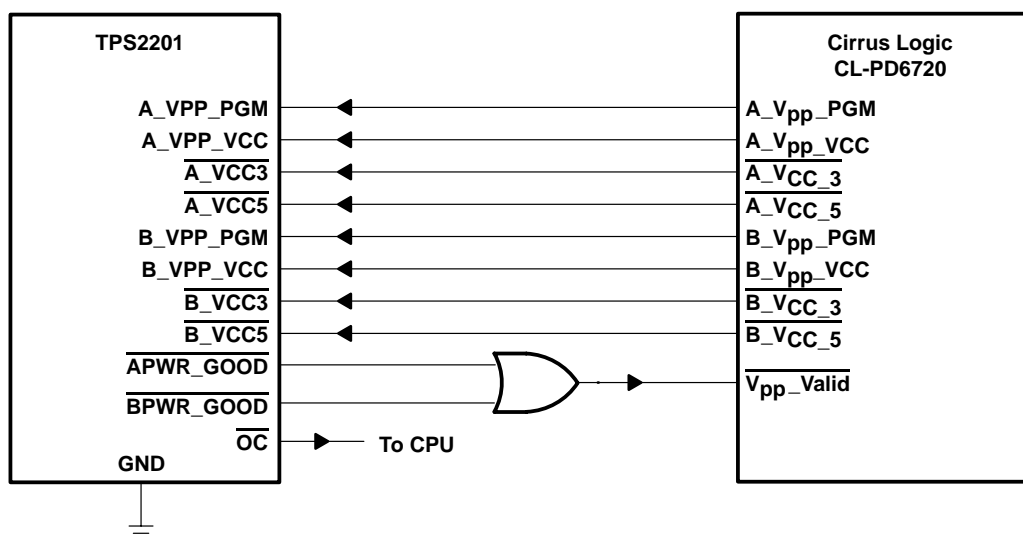 TPS2201
A_VPP_PGM
A_VPP_VCC
A_VCC3
A_VCC5
B_VPP_PGM
B_VPP_VCC
B_VCC3
B_VCC5
APWR_GOOD
BPWR_GOOD
OC
GND
To CPU
Cirrus Logic
CL-PD6720
A_Vpp_PGM
A_Vpp_VCC
A_VCC_3
A_VCC_5
B_Vpp_PGM
B_Vpp_VCC
B_VCC_3
B_VCC_5
Vpp_Valid